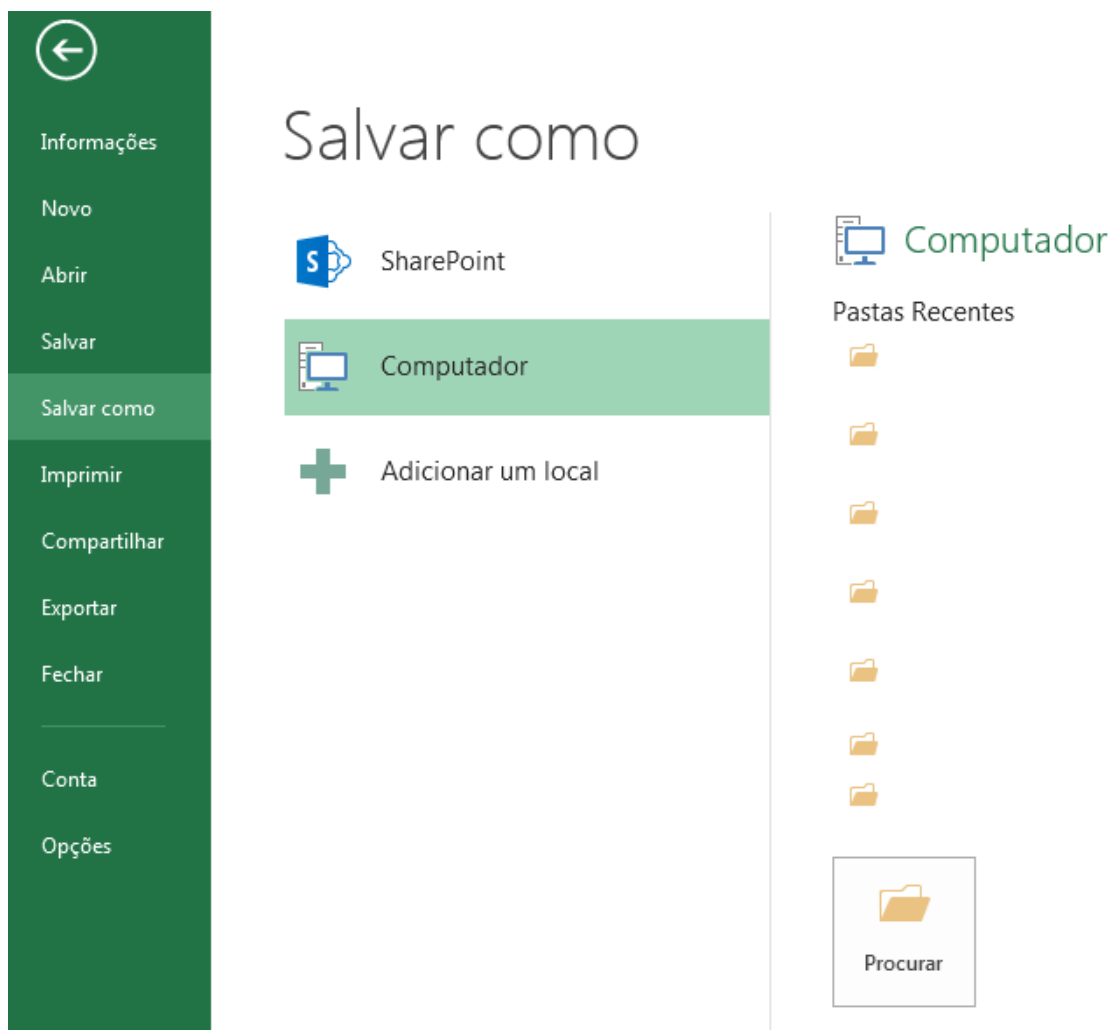 Informações
Novo
Abrir
Salvar
Salvar como
Imprimir
Compartilhar
Exportar
Fechar
Conta
Opções
Salvar como
SharePoint
Computador
Adicionar um local
Computador
Pastas Recentes
Procurar